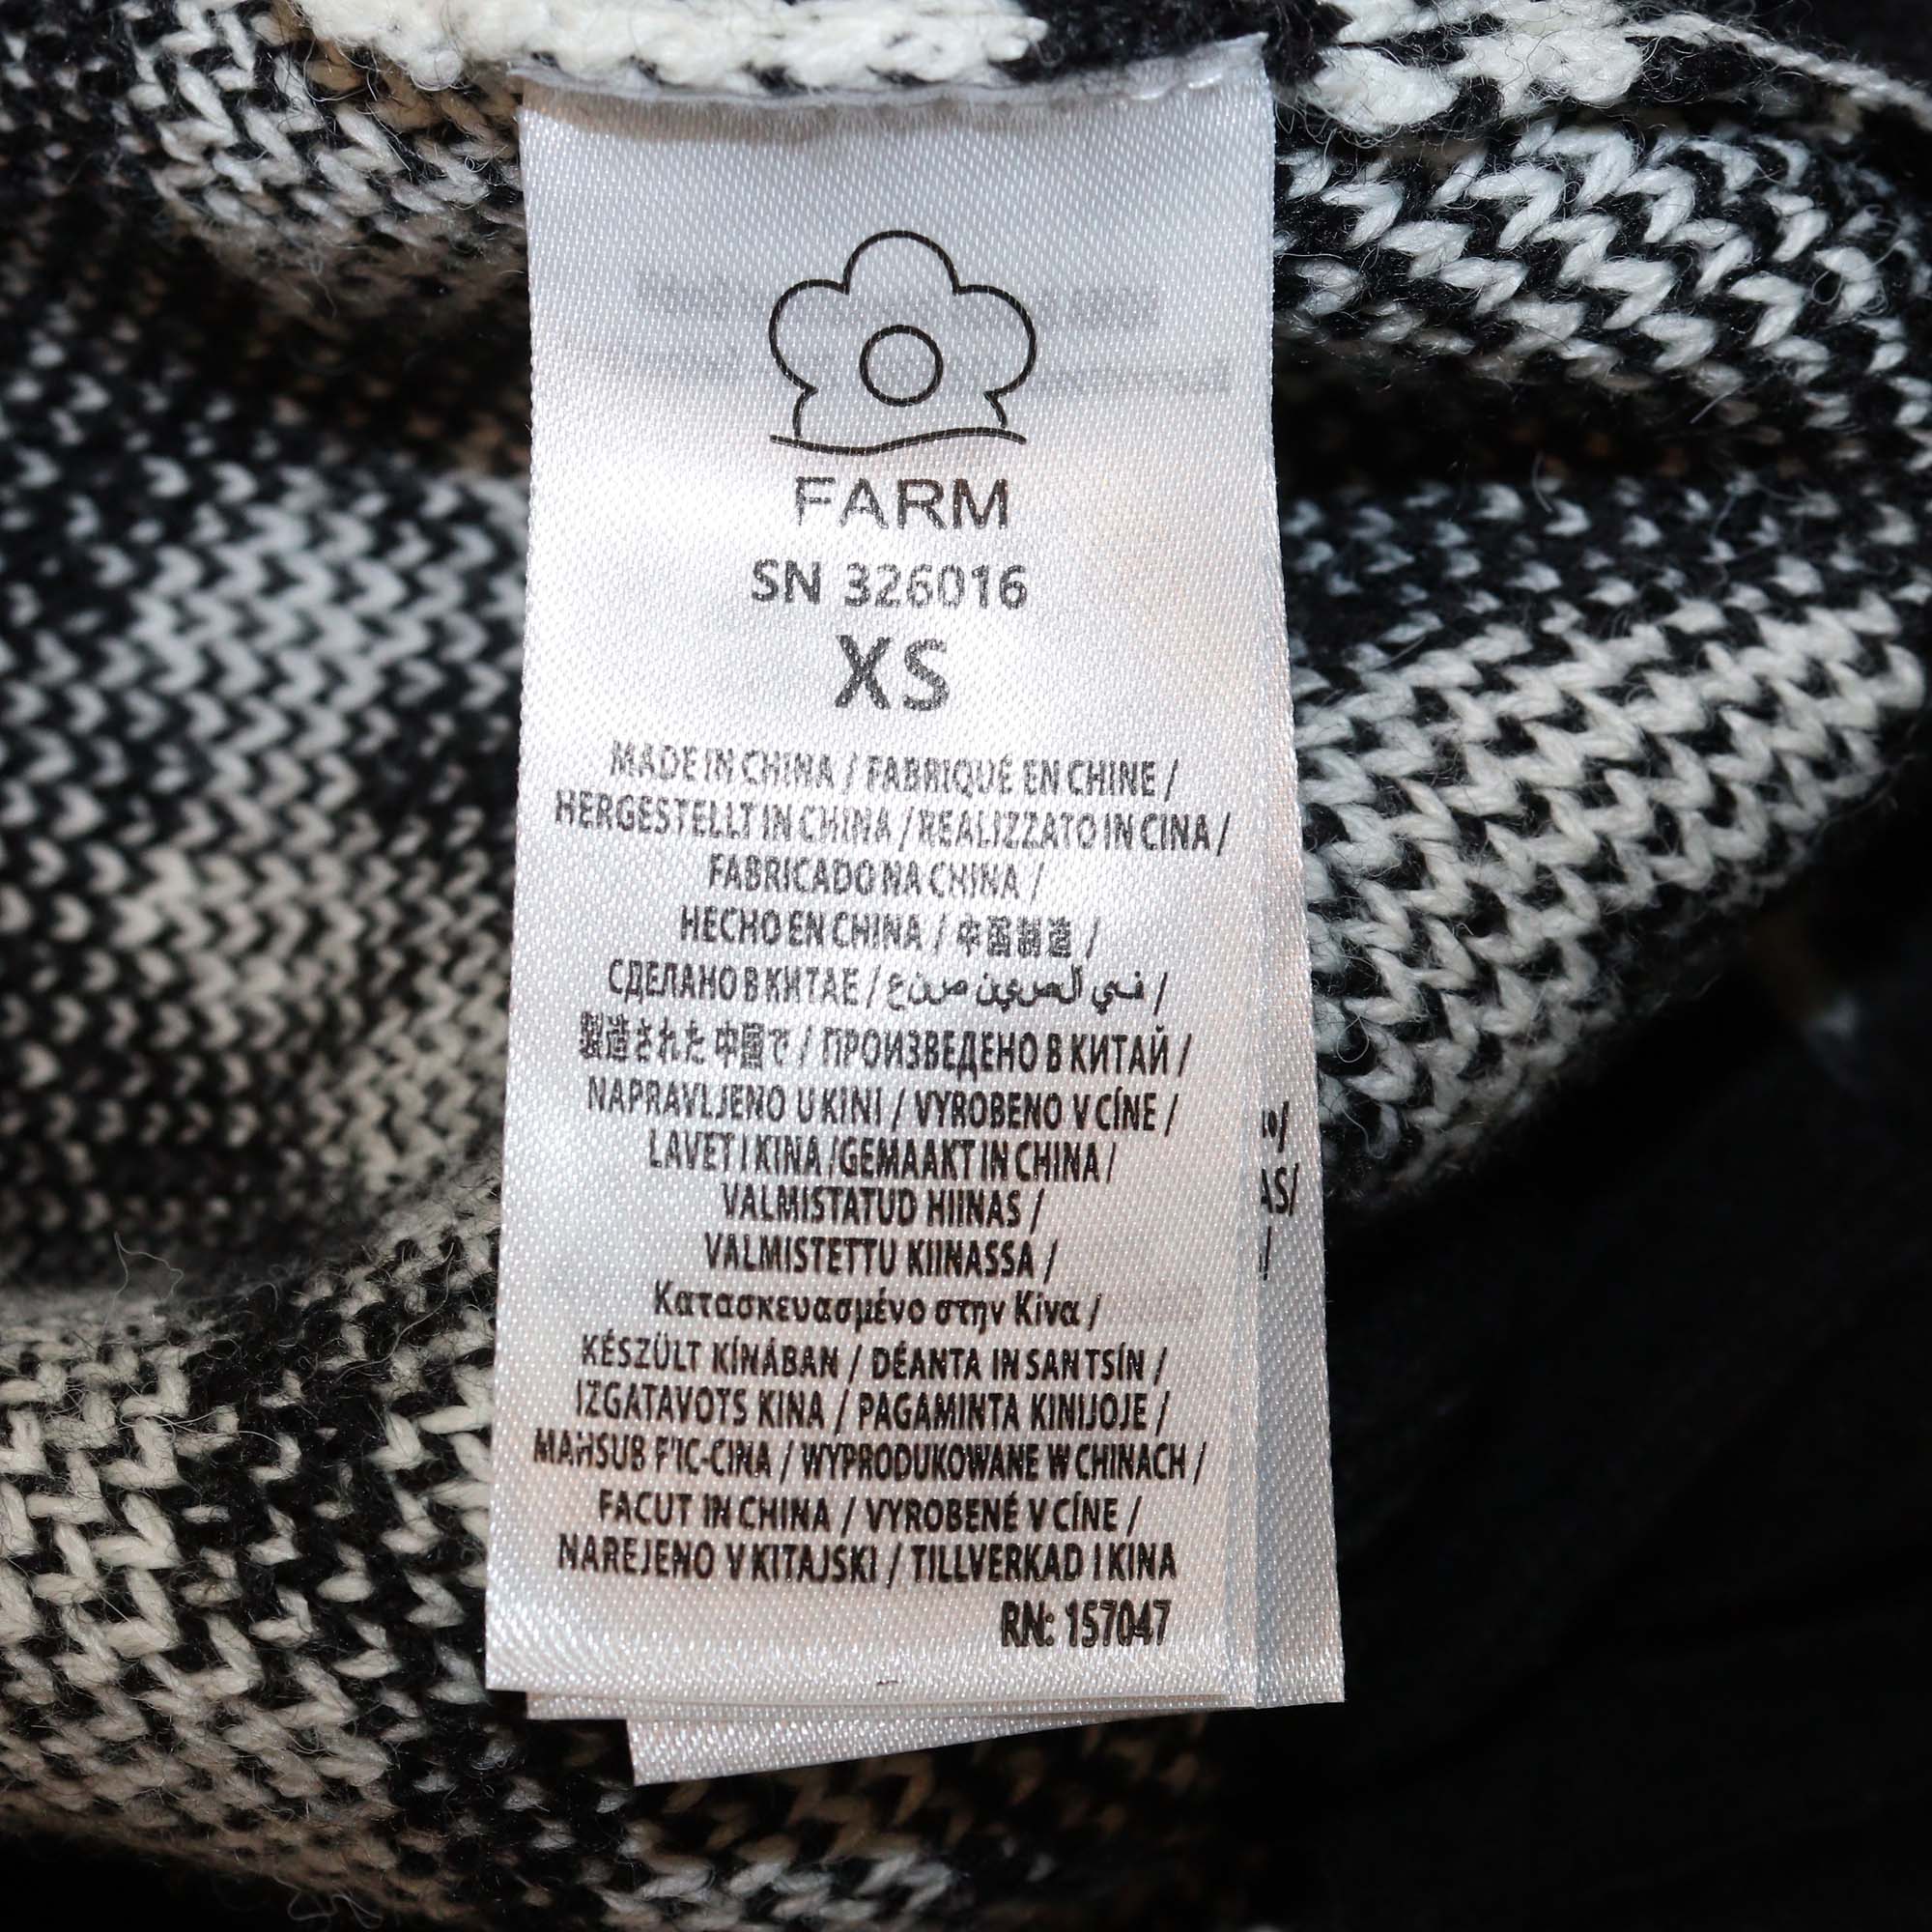 FARM
SN 326016
XS
MADE IN CHINA / FABRIQUÉ EN CHINE /
HERGESTELLT IN CHINA / REALIZZATO IN CINA /
FABRICADO NA CHINA /
HECHO EN CHINA / 中国制造 /
СДЕЛАНО В КИТАЕ / في الصين صنع /
製造された 中国で / ПРОИЗВЕДЕНО В КИТАЙ /
NAPRAVLJENO U KINI / VYROBENO V CÍNE /
LAVET I KINA /GEMAAKT IN CHINA /
VALMISTATUD HIINAS /
VALMISTETTU KIINASSA /
Κατασκευασμένο στην Κίνα /
KÉSZÜLT KÍNÁBAN / DÉANTA IN SAN TSÍN /
IZGATAVOTS KINA / PAGAMINTA KINIJOJE /
MAHSUB F'IC-CINA / WYPRODUKOWANE W CHINACH /
FACUT IN CHINA / VYROBENÉ V CÍNE /
NAREJENO V KITAJSKI / TILLVERKAD I KINA
RN: 157047